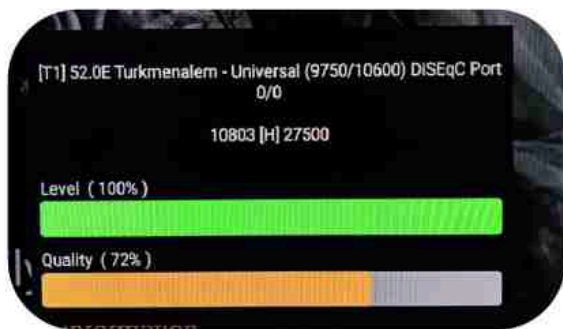 [T1] 52.0E Turkmenalem - Universal (9750/10600) DiSEqC Port
0/0
10803 [H] 27500
Level ( 100% )
Quality ( 72% )